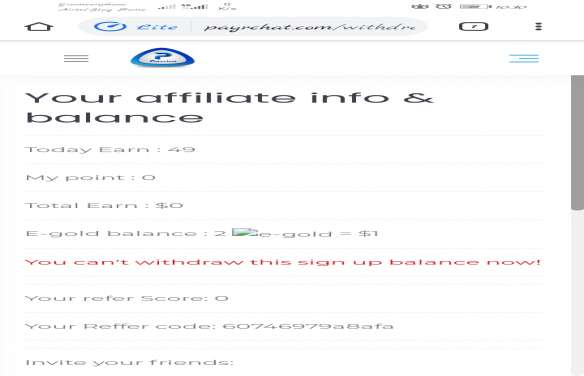 Lite payrchat.com/withdr
7
10:30
Your affiliate info &
balance
Today Earn : 49
My point : 0
Total Earn : $0
E-gold balance : 2 e-gold = $1
You can't withdraw this sign up balance now!
Your refer Score: 0
Your Reffer code: 60746979a8afa
Invite your friends: